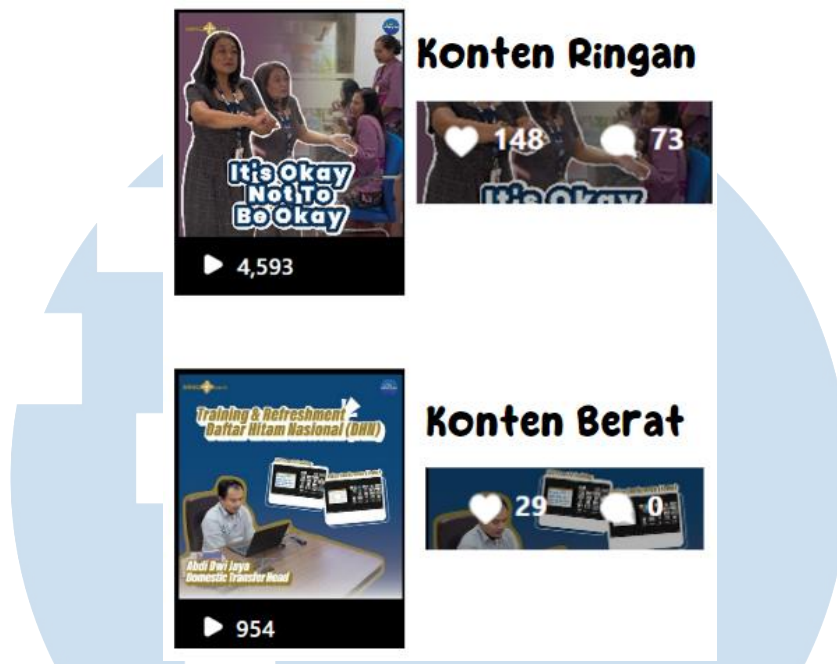 It's Okay
Not To
Be Okay
4,593
Konten Ringan
148 73
It's Okay
Training & Refreshment
Daftar Hitam Nasional (DHN)
Abdi Dwi Jaya
Domestic Transfer Head
954
Konten Berat
29 0